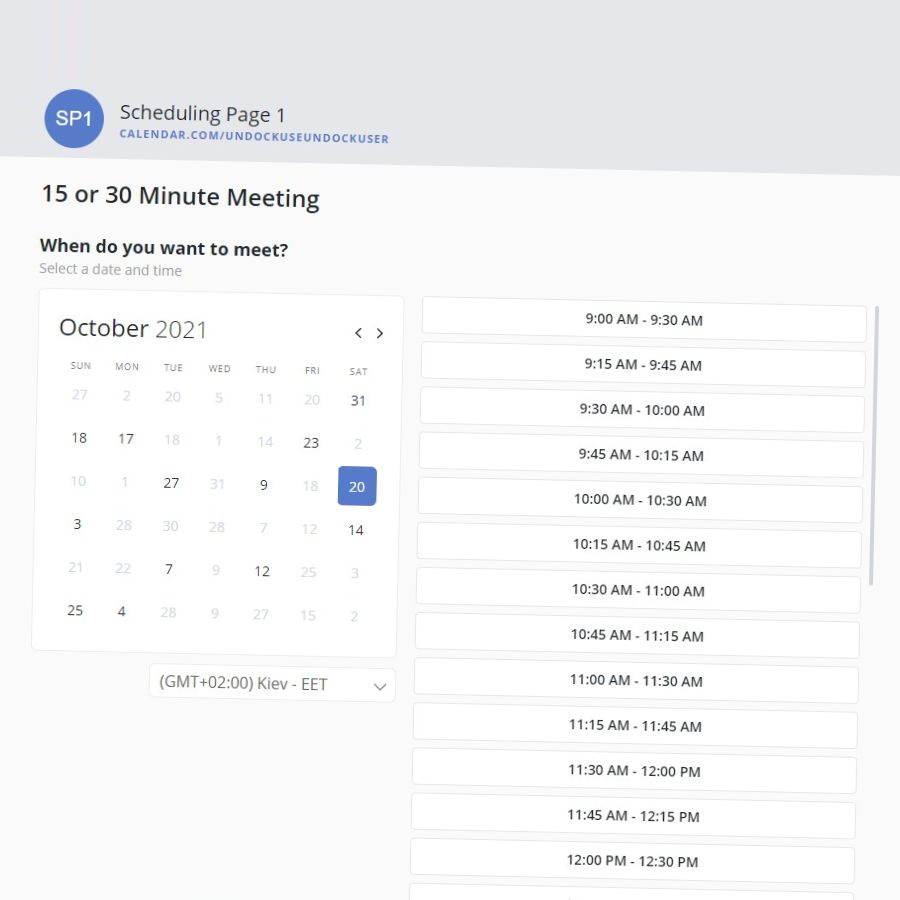 SP1
Scheduling Page 1
CALENDAR.COM/UNDOCKUSEUNDOCKUSER
15 or 30 Minute Meeting
When do you want to meet?
Select a date and time
October 2021
SUN MON TUE WED THU FRI SAT
27 2 20 5 11 20 31
18 17 18 1 14 23 2
10 1 27 31 9 18 20
3 28 30 28 7 12 14
21 22 7 9 12 25 3
25 4 28 9 27 15 2
(GMT+02:00) Kiev - EET
9:00 AM - 9:30 AM
9:15 AM - 9:45 AM
9:30 AM - 10:00 AM
9:45 AM - 10:15 AM
10:00 AM - 10:30 AM
10:15 AM - 10:45 AM
10:30 AM - 11:00 AM
10:45 AM - 11:15 AM
11:00 AM - 11:30 AM
11:15 AM - 11:45 AM
11:30 AM - 12:00 PM
11:45 AM - 12:15 PM
12:00 PM - 12:30 PM